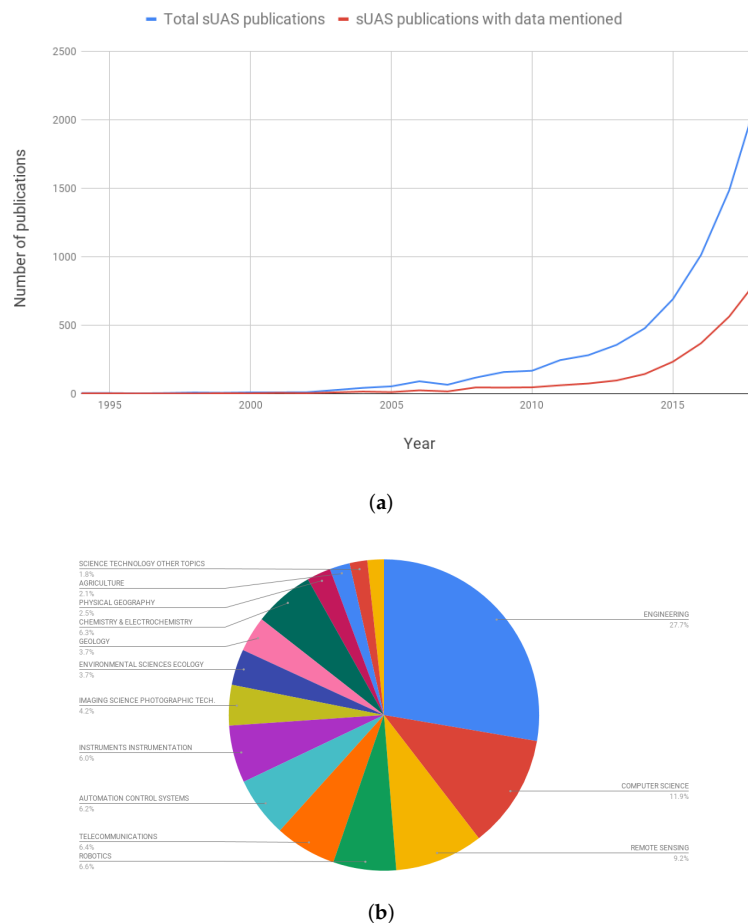 Total sUAS publications sUAS publications with data mentioned
2500
2000
1500
1000
500
0
Number of publications
1995 2000 2005 2010 2015
Year
(a)
SCIENCE TECHNOLOGY OTHER TOPICS
1.8%
AGRICULTURE
2.1%
PHYSICAL GEOGRAPHY
2.5%
CHEMISTRY & ELECTROCHEMISTRY
6.3%
GEOLOGY
3.7%
ENVIRONMENTAL SCIENCES ECOLOGY
3.7%
IMAGING SCIENCE PHOTOGRAPHIC TECH.
4.2%
INSTRUMENTS INSTRUMENTATION
6.0%
AUTOMATION CONTROL SYSTEMS
6.2%
TELECOMMUNICATIONS
6.4%
ROBOTICS
6.6%
ENGINEERING
27.7%
COMPUTER SCIENCE
11.9%
REMOTE SENSING
9.2%
(b)